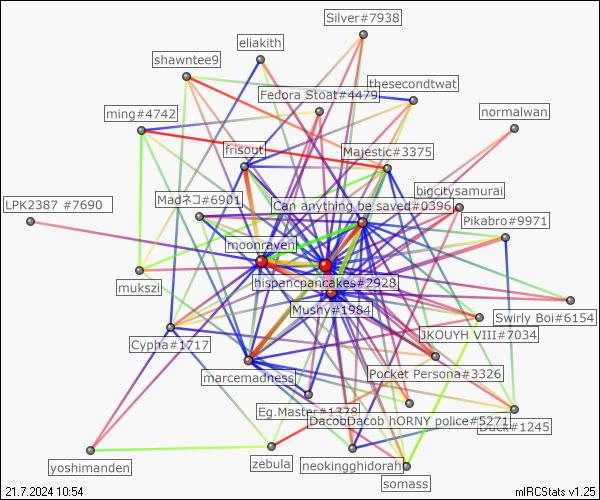 Silver#7938
eliakith
shawntee9
thesecondtwat
Fedora Stoat#4479
ming#4742
normalwan
frisout
Majestic#3375
bigcitysamurai
Madネコ#6901
Can anything be saved#0396
LPK2387 #7690
Pikabro#9971
moonraven
hispancpancakes#2928
mukszi
Mushy#1984
Swirly Boi#6154
JKOUYH VIII#7034
Cypha#1717
marcemadness
Pocket Persona#3326
Eg.Master#1378
DacobDacob hORNY police#5271
Duck#1245
yoshimanden
zebula
neokingghidorah
somass
21.7.2024 10:54
mIRCStats v1.25